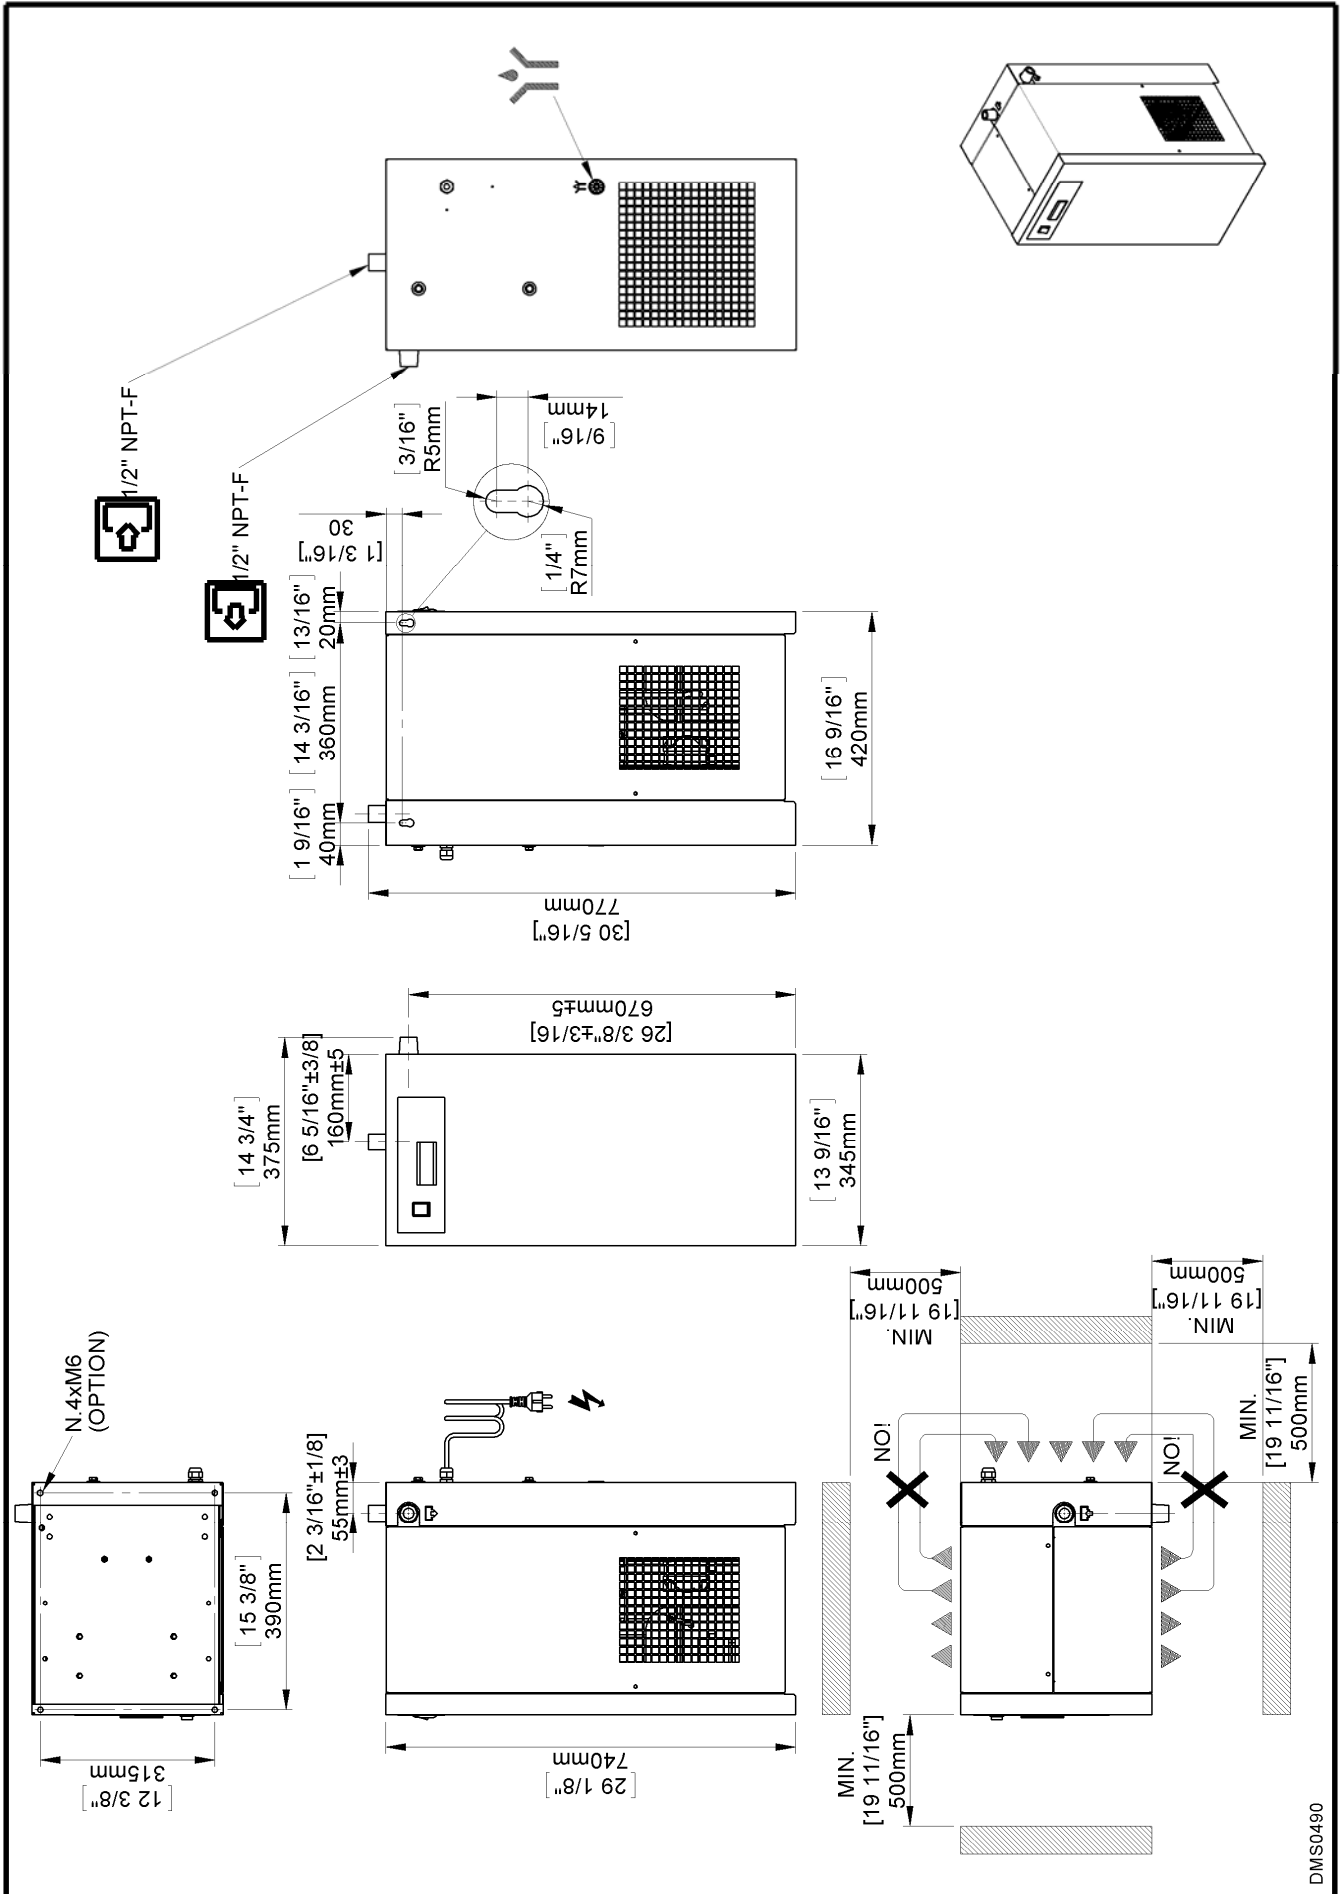 1/2" NPT-F
1/2" NPT-F
[ 3/16" ]
R5mm
14mm
[ 9/16" ]
[ 1/4" ]
R7mm
30
[1 3/16"]
[ 13/16" ]
20mm
[ 14 3/16" ]
360mm
[ 1 9/16" ]
40mm
[ 16 9/16" ]
420mm
770mm
[30 5/16"]
670mm±5
[26 3/8"±3/16]
[6 5/16"±3/8]
160mm±5
[ 14 3/4" ]
375mm
[ 13 9/16" ]
345mm
N.4xM6
(OPTION)
[ 15 3/8" ]
390mm
315mm
[ 12 3/8" ]
[2 3/16"±1/8]
55mm±3
740mm
[ 29 1/8" ]
500mm
[19 11/16"]
MIN.
500mm
[19 11/16"]
MIN.
MIN.
[19 11/16"]
500mm
NO!
NO!
MIN.
[19 11/16"]
500mm
DMS0490